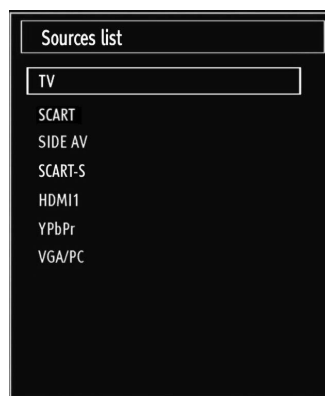 Sources list
TV
SCART
SIDE AV
SCART-S
HDMI1
YPbPr
VGA/PC